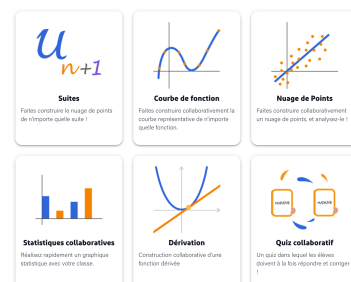 Un+1
Suites
Faites construire le nuage de points
de n'importe quelle suite !
Courbe de fonction
Faites construire collaborativement la
courbe représentative de n'importe
quelle fonction.
Nuage de Points
Faites construire collaborativement
un nuage de points, et analysez-le !
Statistiques collaboratives
Réalisez rapidement un graphique
statistique avec votre classe.
Dérivation
Construction collaborative d'une
fonction dérivée
Quiz collaboratif
Un quiz dans lequel les élèves
doivent à la fois répondre et corriger
!